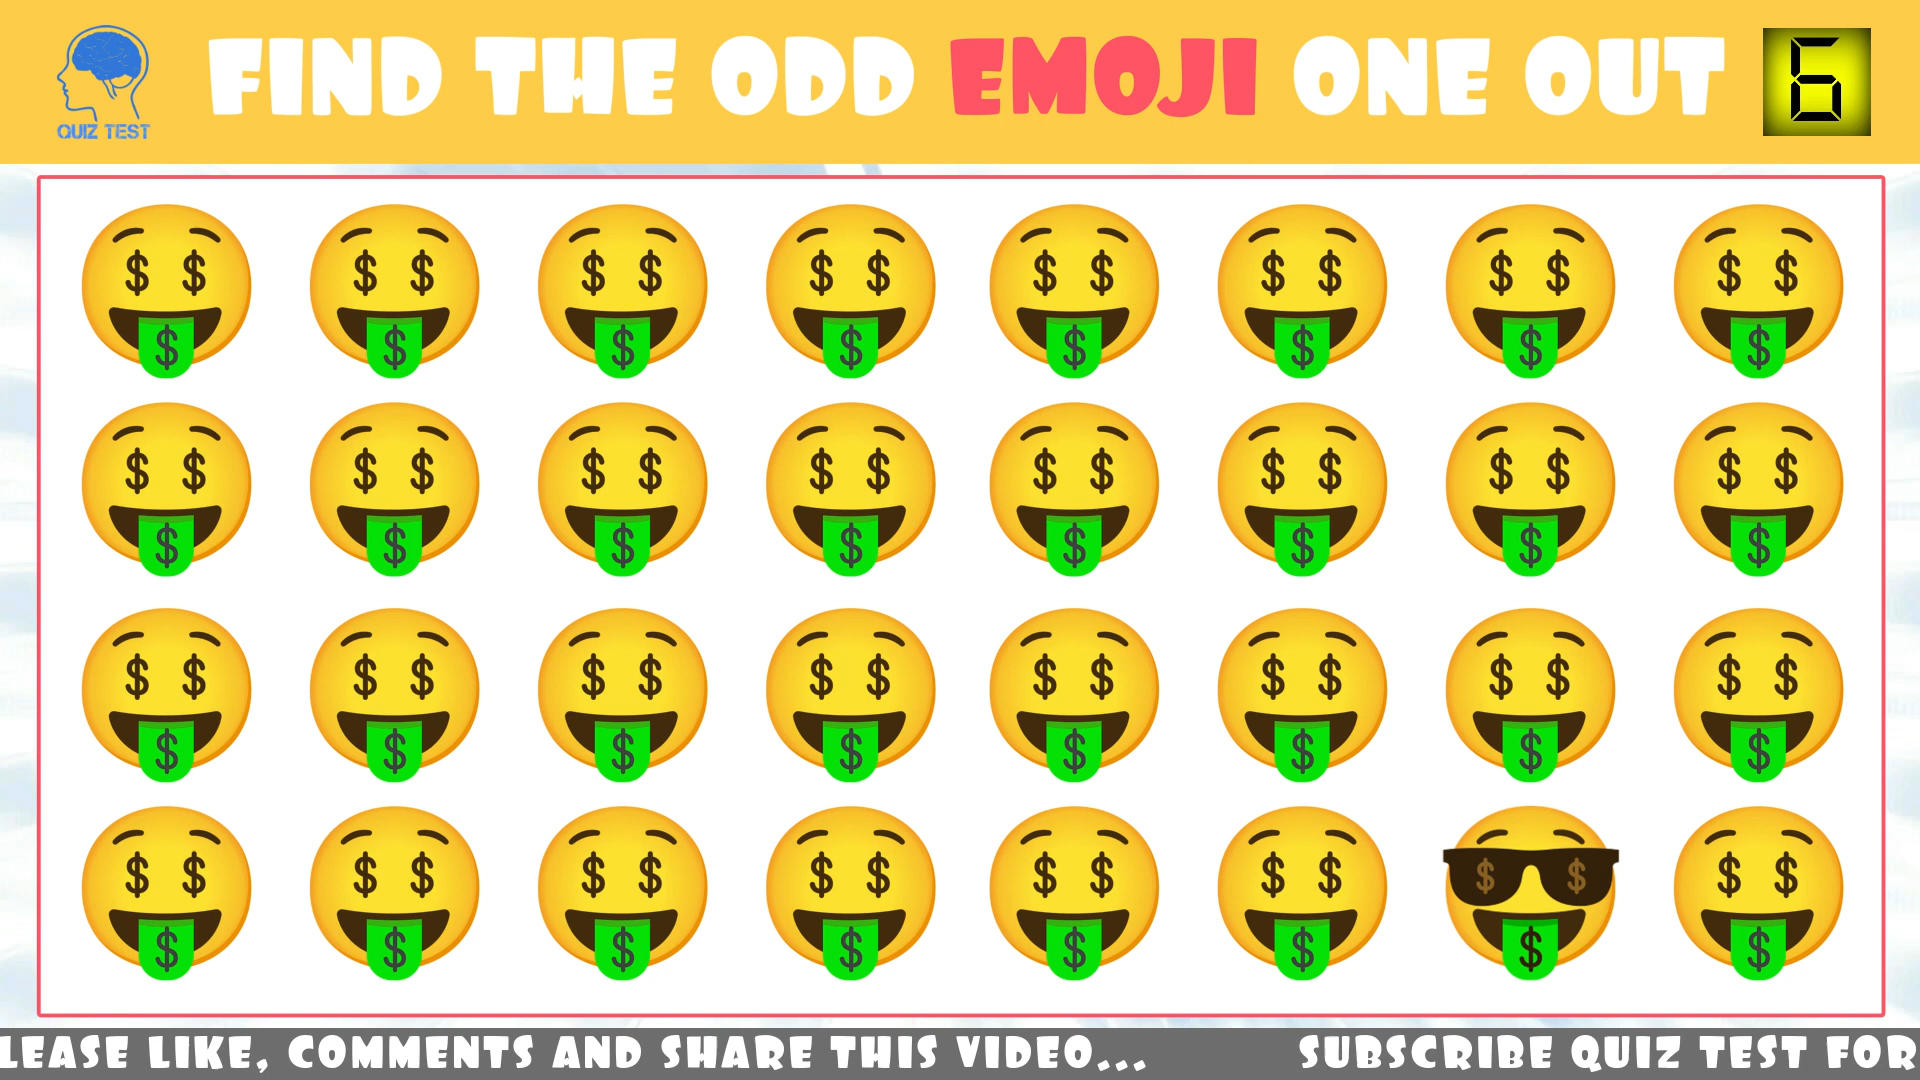 FIND THE ODD EMOJI ONE OUT
6
QUIZ TEST
$ $ $ $ $ $ $ $ $ $ $ $ $ $ $ $
$ $ $ $ $ $ $ $
$ $ $ $ $ $ $ $ $ $ $ $ $ $ $ $
$ $ $ $ $ $ $ $
$ $ $ $ $ $ $ $ $ $ $ $ $ $ $ $
$ $ $ $ $ $ $ $
$ $ $ $ $ $ $ $ $ $ $ $ $ $ $ $
$ $ $ $ $ $ $ $
LEASE LIKE, COMMENTS AND SHARE THIS VIDEO... SUBSCRIBE QUIZ TEST FOR